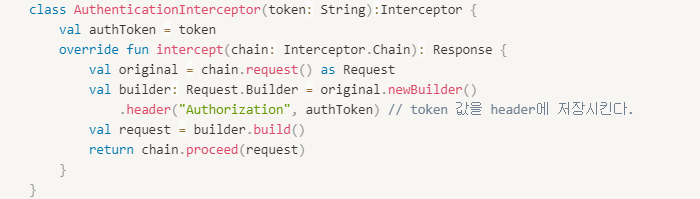 class AuthenticationInterceptor(token: String):Interceptor {
    val authToken = token
    override fun intercept(chain: Interceptor.Chain): Response {
        val original = chain.request() as Request
        val builder: Request.Builder = original.newBuilder()
            .header("Authorization", authToken) // token 값을 header에 저장시킨다.
        val request = builder.build()
        return chain.proceed(request)
    }
}